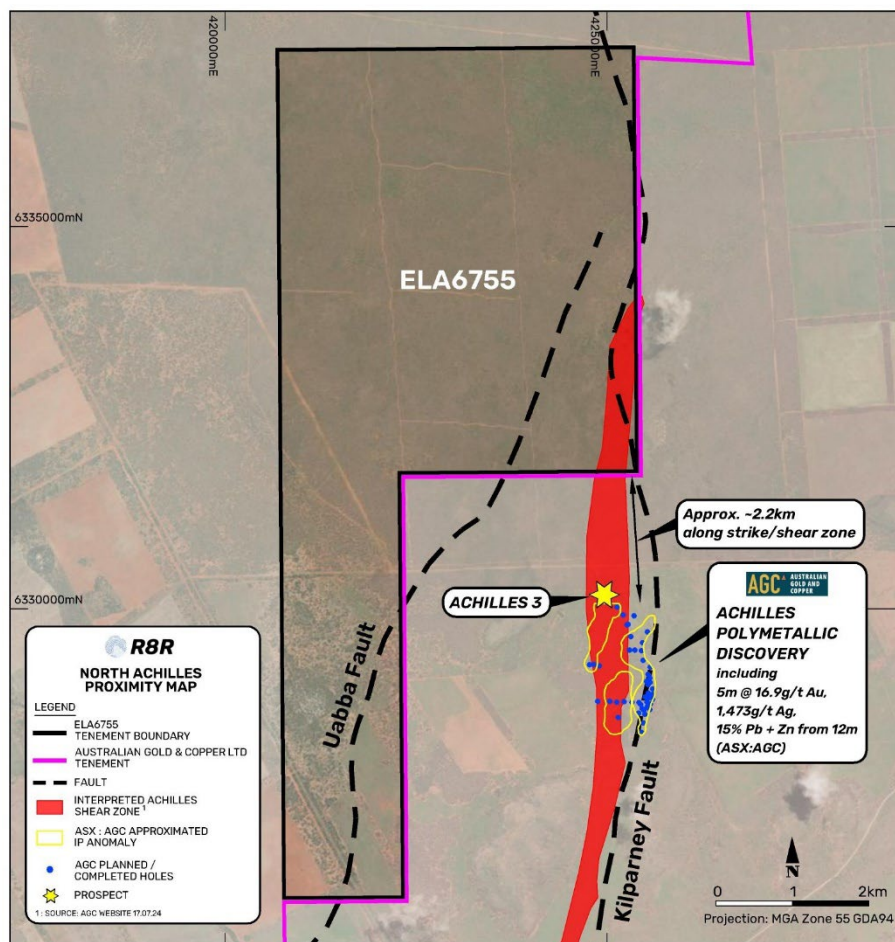 420000mE
425000mE
6335000mN
ELA6755
Approx. ~2.2km
along strike/shear zone
ACHILLES 3
6330000mN
AGC
AUSTRALIAN
GOLD AND
COPPER
ACHILLES
POLYMETALLIC
DISCOVERY
including
5m @ 16.9g/t Au,
1,473g/t Ag,
15% Pb + Zn from 12m
(ASX:AGC)
Uabba Fault
Kilparney Fault
R8R
NORTH ACHILLES
PROXIMITY MAP
LEGEND
ELA6755
TENEMENT BOUNDARY
AUSTRALIAN GOLD & COPPER LTD
TENEMENT
FAULT
INTERPRETED ACHILLES
SHEAR ZONE ¹
ASX : AGC APPROXIMATED
IP ANOMALY
AGC PLANNED /
COMPLETED HOLES
PROSPECT
1 : SOURCE: AGC WEBSITE 17.07.24
N
0 1 2km
Projection: MGA Zone 55 GDA94